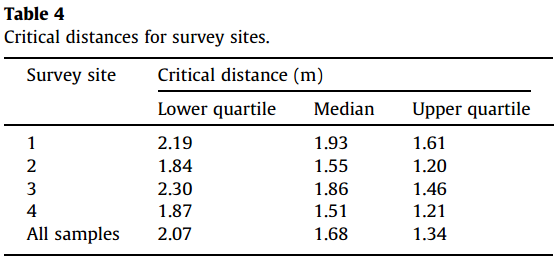 Table 4
Critical distances for survey sites.
Survey site Critical distance (m)
Lower quartile Median Upper quartile
1 2.19 1.93 1.61
2 1.84 1.55 1.20
3 2.30 1.86 1.46
4 1.87 1.51 1.21
All samples 2.07 1.68 1.34